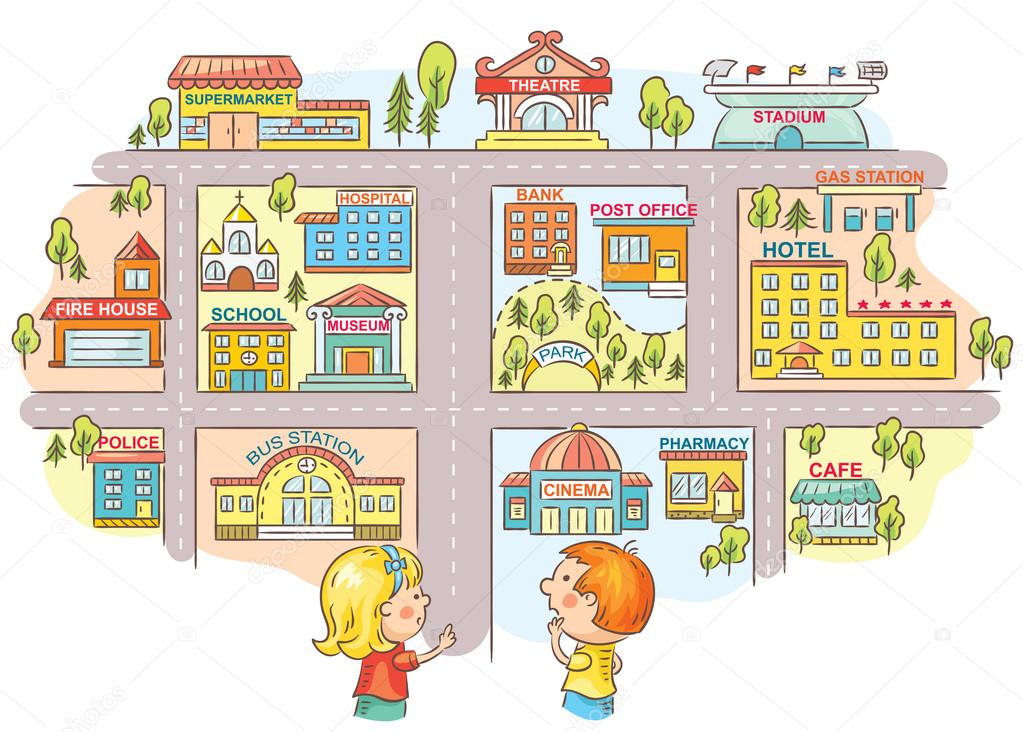 SUPERMARKET
THEATRE
STADIUM
GAS STATION
HOSPITAL
BANK
POST OFFICE
HOTEL
FIRE HOUSE
SCHOOL
MUSEUM
PARK
POLICE
BUS STATION
CINEMA
PHARMACY
CAFE
depositphotos